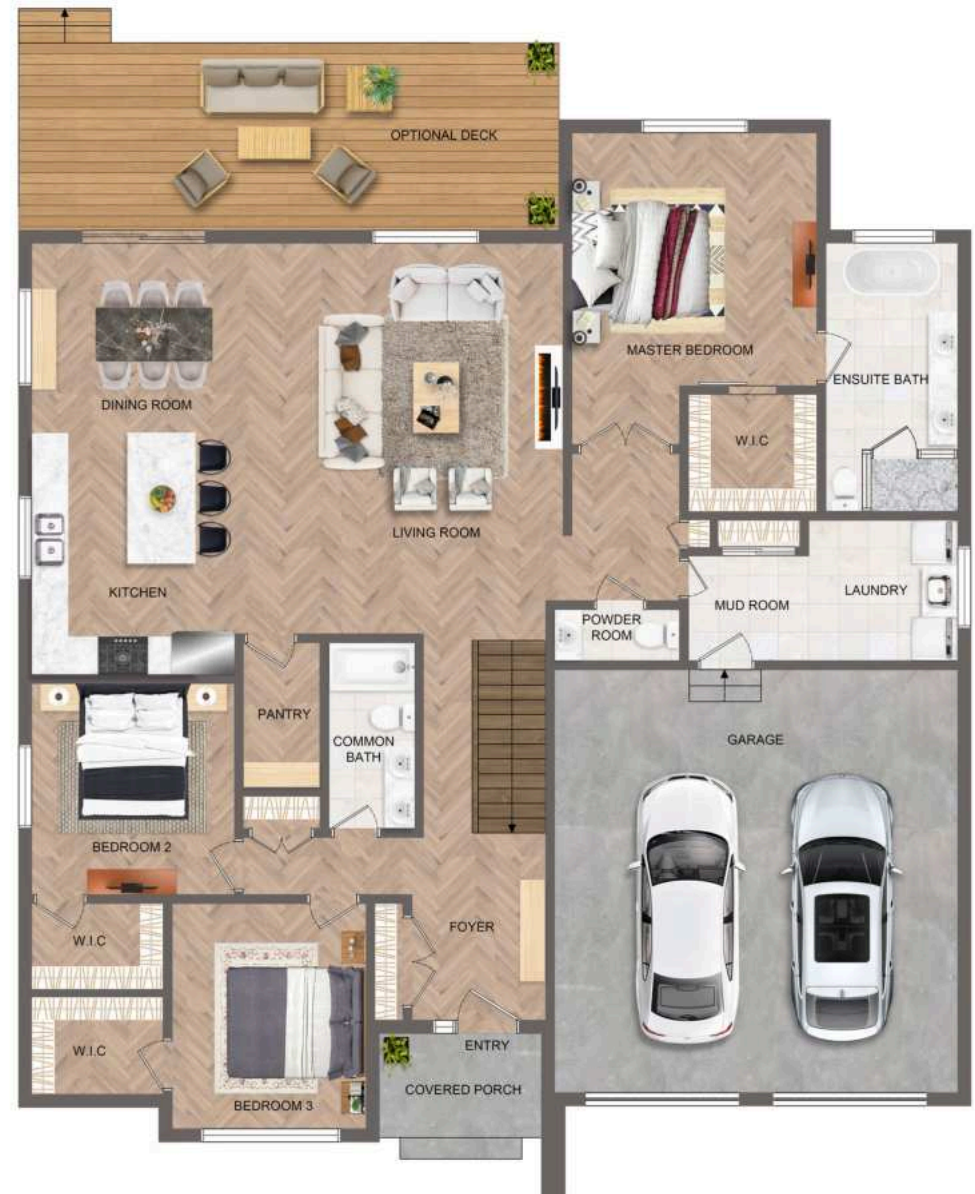 OPTIONAL DECK
MASTER BEDROOM
ENSUITE BATH
DINING ROOM
W.I.C
LIVING ROOM
KITCHEN
LAUNDRY
MUD ROOM
POWDER
ROOM
PANTRY
COMMON
BATH
GARAGE
BEDROOM 2
FOYER
W.I.C
W.I.C
ENTRY
COVERED PORCH
BEDROOM 3